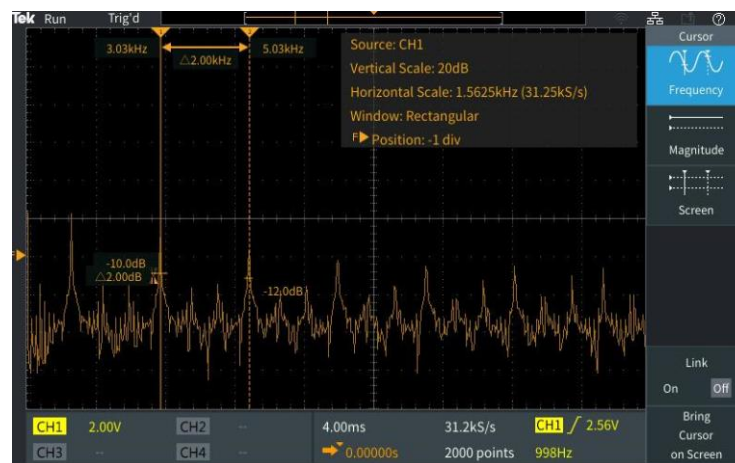 Tek Run Trig'd
Cursor
3.03kHz 5.03kHz
△2.00kHz
Source: CH1
Vertical Scale: 20dB
Horizontal Scale: 1.5625kHz (31.25kS/s)
Window: Rectangular
F Position: -1 div
Frequency
Magnitude
Screen
F
-10.0dB
△2.00dB
-12.0dB
Link
On Off
Bring
Cursor
on Screen
CH1 2.00V CH2 -- 4.00ms 31.2kS/s CH1 2.56V
CH3 -- CH4 -- 0.00000s 2000 points 998Hz